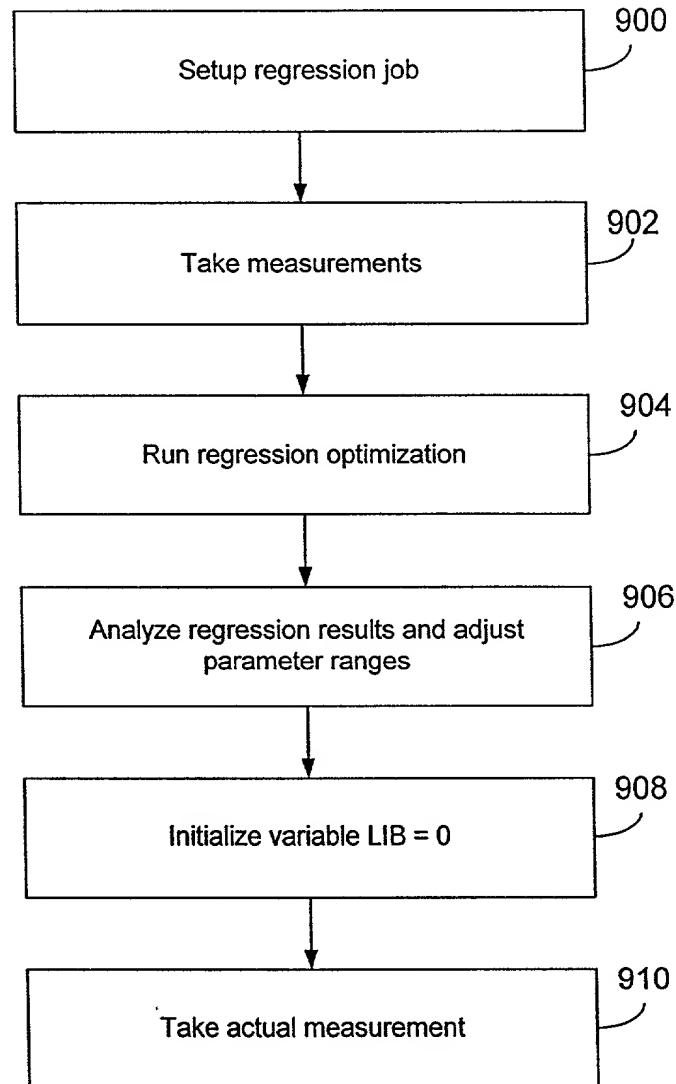 900
Setup regression job
902
Take measurements
904
Run regression optimization
906
Analyze regression results and adjust
parameter ranges
908
Initialize variable LIB = 0
910
Take actual measurement